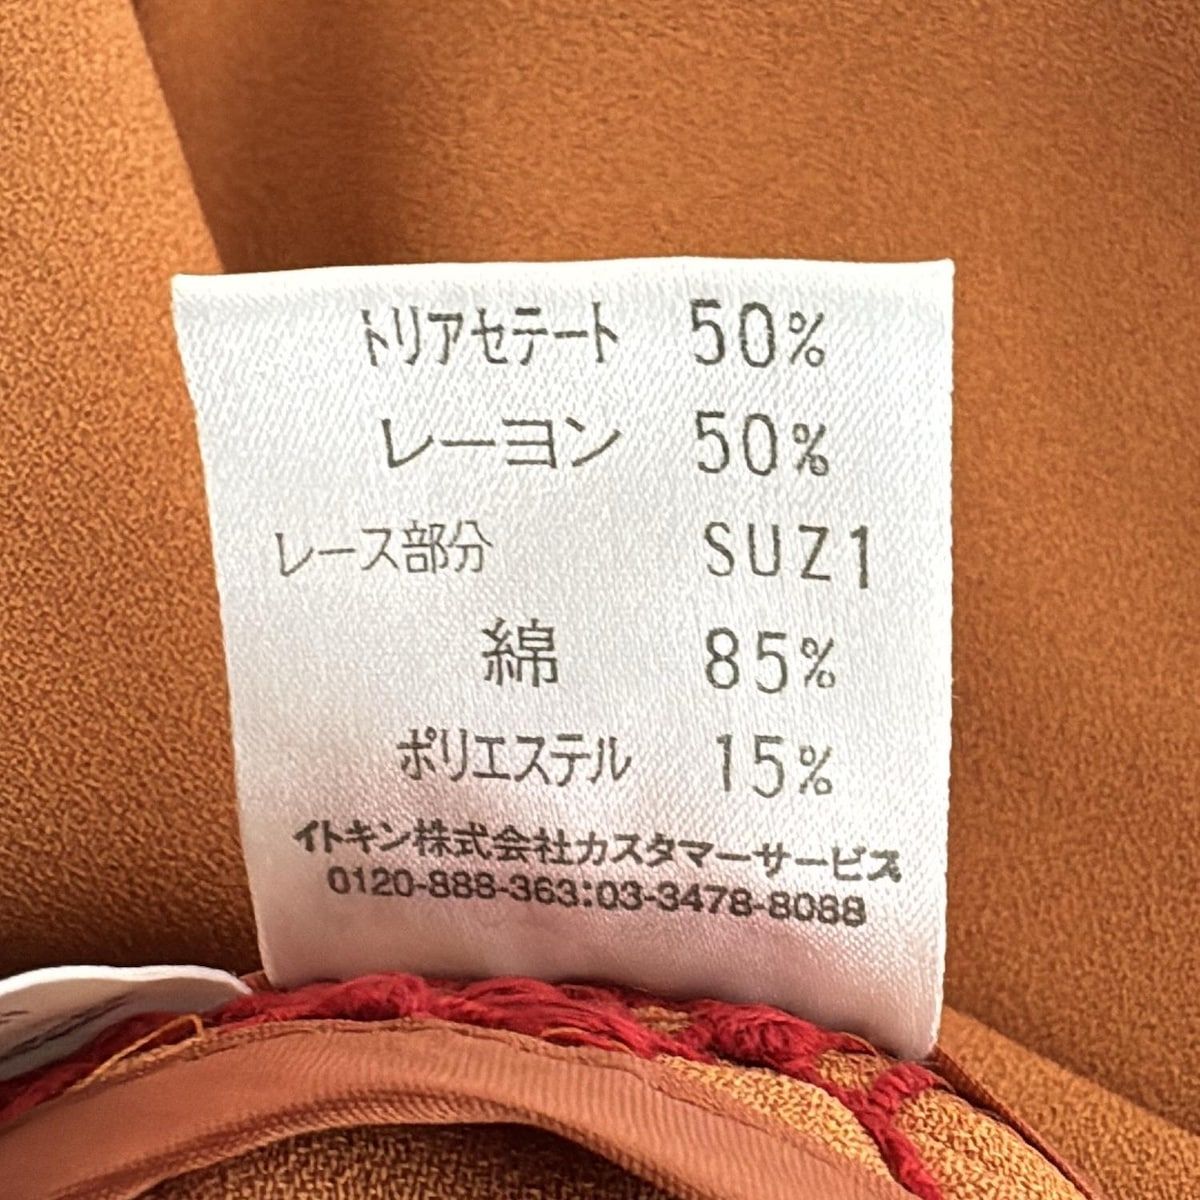 トリアセテート 50%
レーヨン 50%
レース部分 SUZ1
綿 85%
ポリエステル 15%
イトキン株式会社カスタマーサービス
0120-888-363:03-3478-8088